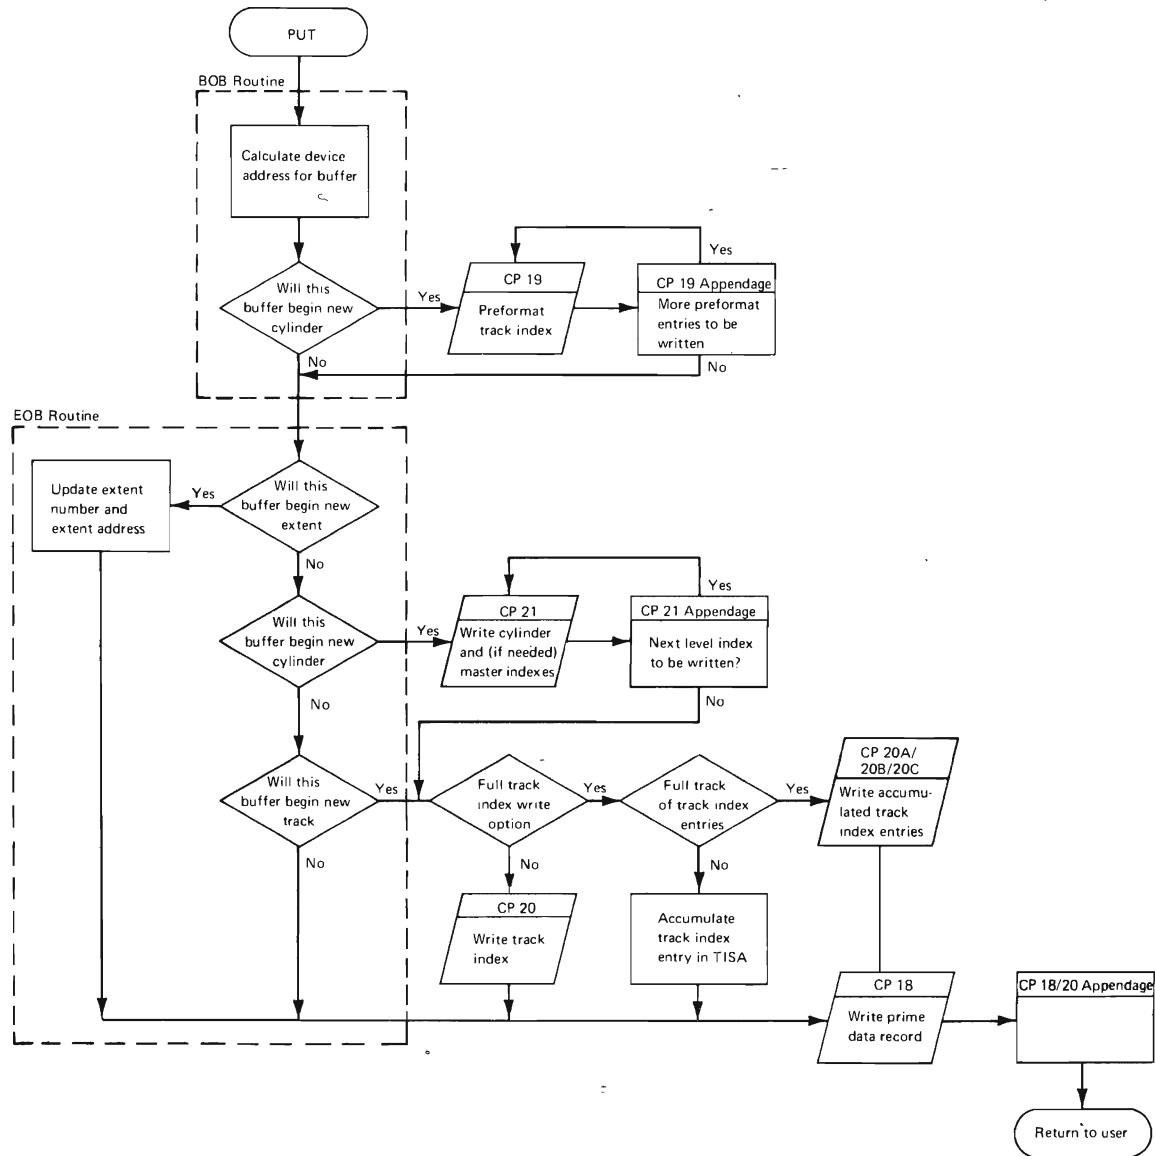 PUT
BOB Routine
Calculate device
address for buffer
Will this
buffer begin new
cylinder
Yes
No
CP 19
Preformat
track index
Yes
CP 19 Appendage
More preformat
entries to be
written
No
EOB Routine
Update extent
number and
extent address
Yes
Will this
buffer begin new
extent
No
Will this
buffer begin new
cylinder
Yes
No
CP 21
Write cylinder
and (if needed)
master indexes
Yes
CP 21 Appendage
Next level index
to be written?
No
Will this
buffer begin new
track
Yes
No
Full track
index write
option
Yes
No
Full track
of track index
entries
Yes
No
CP 20A/
20B/20C
Write accumu-
lated track
index entries
CP 20
Write track
index
Accumulate
track index
entry in TISA
CP 18
Write prime
data record
CP 18/20 Appendage
Return to user